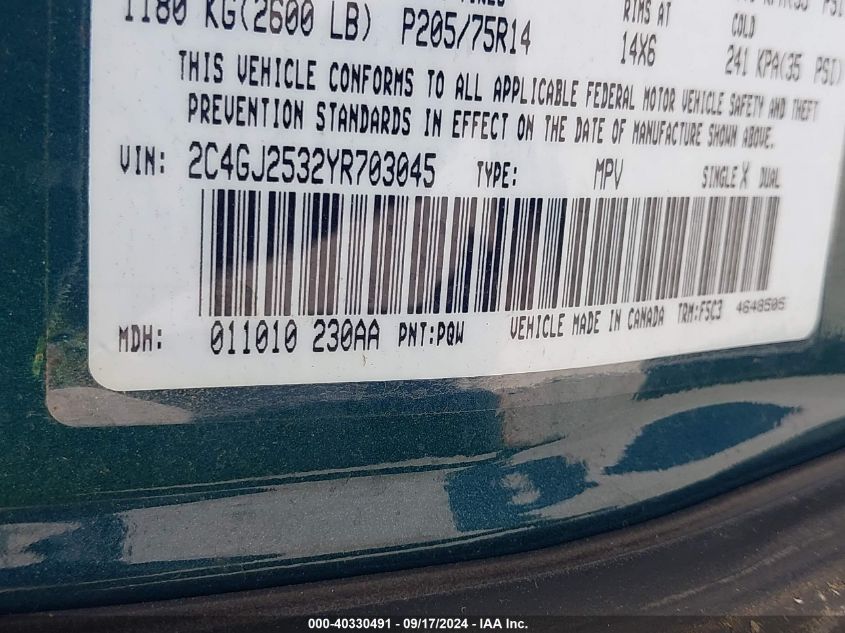 1180 KG(2600 LB) P205/75R14
RIMS AT
14X6
COLD
241 KPA(35 PSI)
THIS VEHICLE CONFORMS TO ALL APPLICABLE FEDERAL MOTOR VEHICLE SAFETY AND THEFT
PREVENTION STANDARDS IN EFFECT ON THE DATE OF MANUFACTURE SHOWN ABOVE.
VIN: 2C4GJ2532YR703045 TYPE: MPV SINGLE X DUAL
MDH: 011010 230AA PNT:PQW VEHICLE MADE IN CANADA TRM:F5C3 4648505
000-40330491 - 09/17/2024 - IAA Inc.